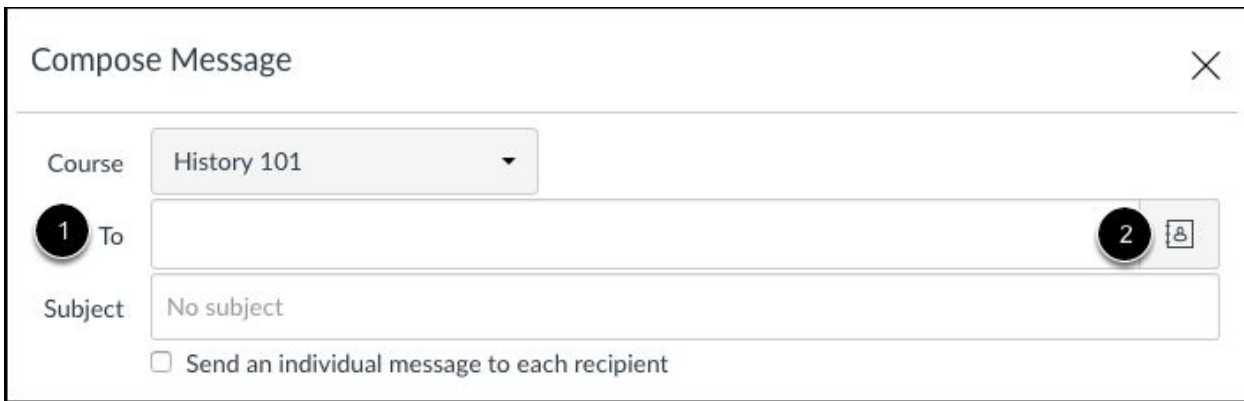 Compose Message
Course History 101
1 To 2
Subject No subject
Send an individual message to each recipient